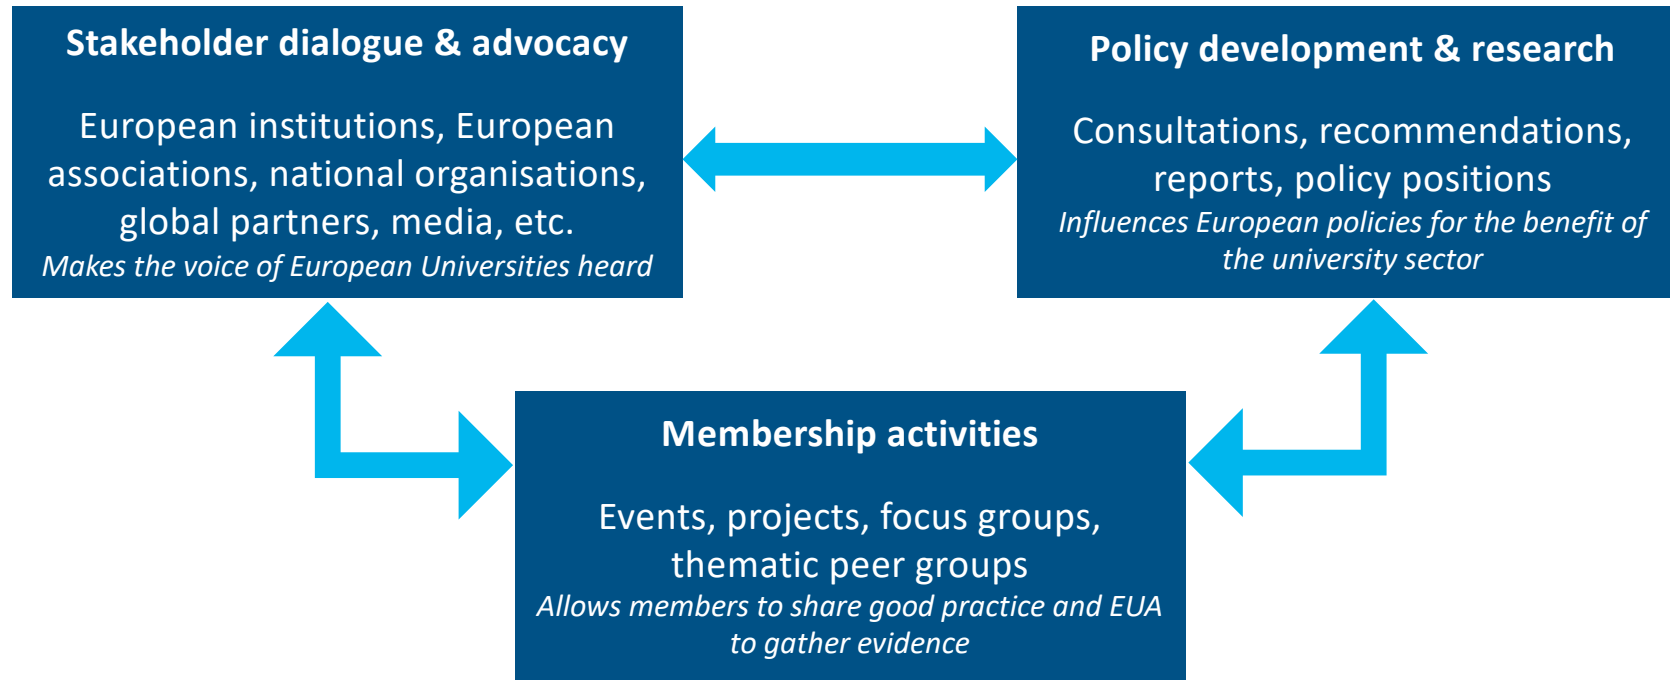 Stakeholder dialogue & advocacy
European institutions, European
associations, national organisations,
global partners, media, etc.
Makes the voice of European Universities heard
Policy development & research
Consultations, recommendations,
reports, policy positions
Influences European policies for the benefit of
the university sector
Membership activities
Events, projects, focus groups,
thematic peer groups
Allows members to share good practice and EUA
to gather evidence